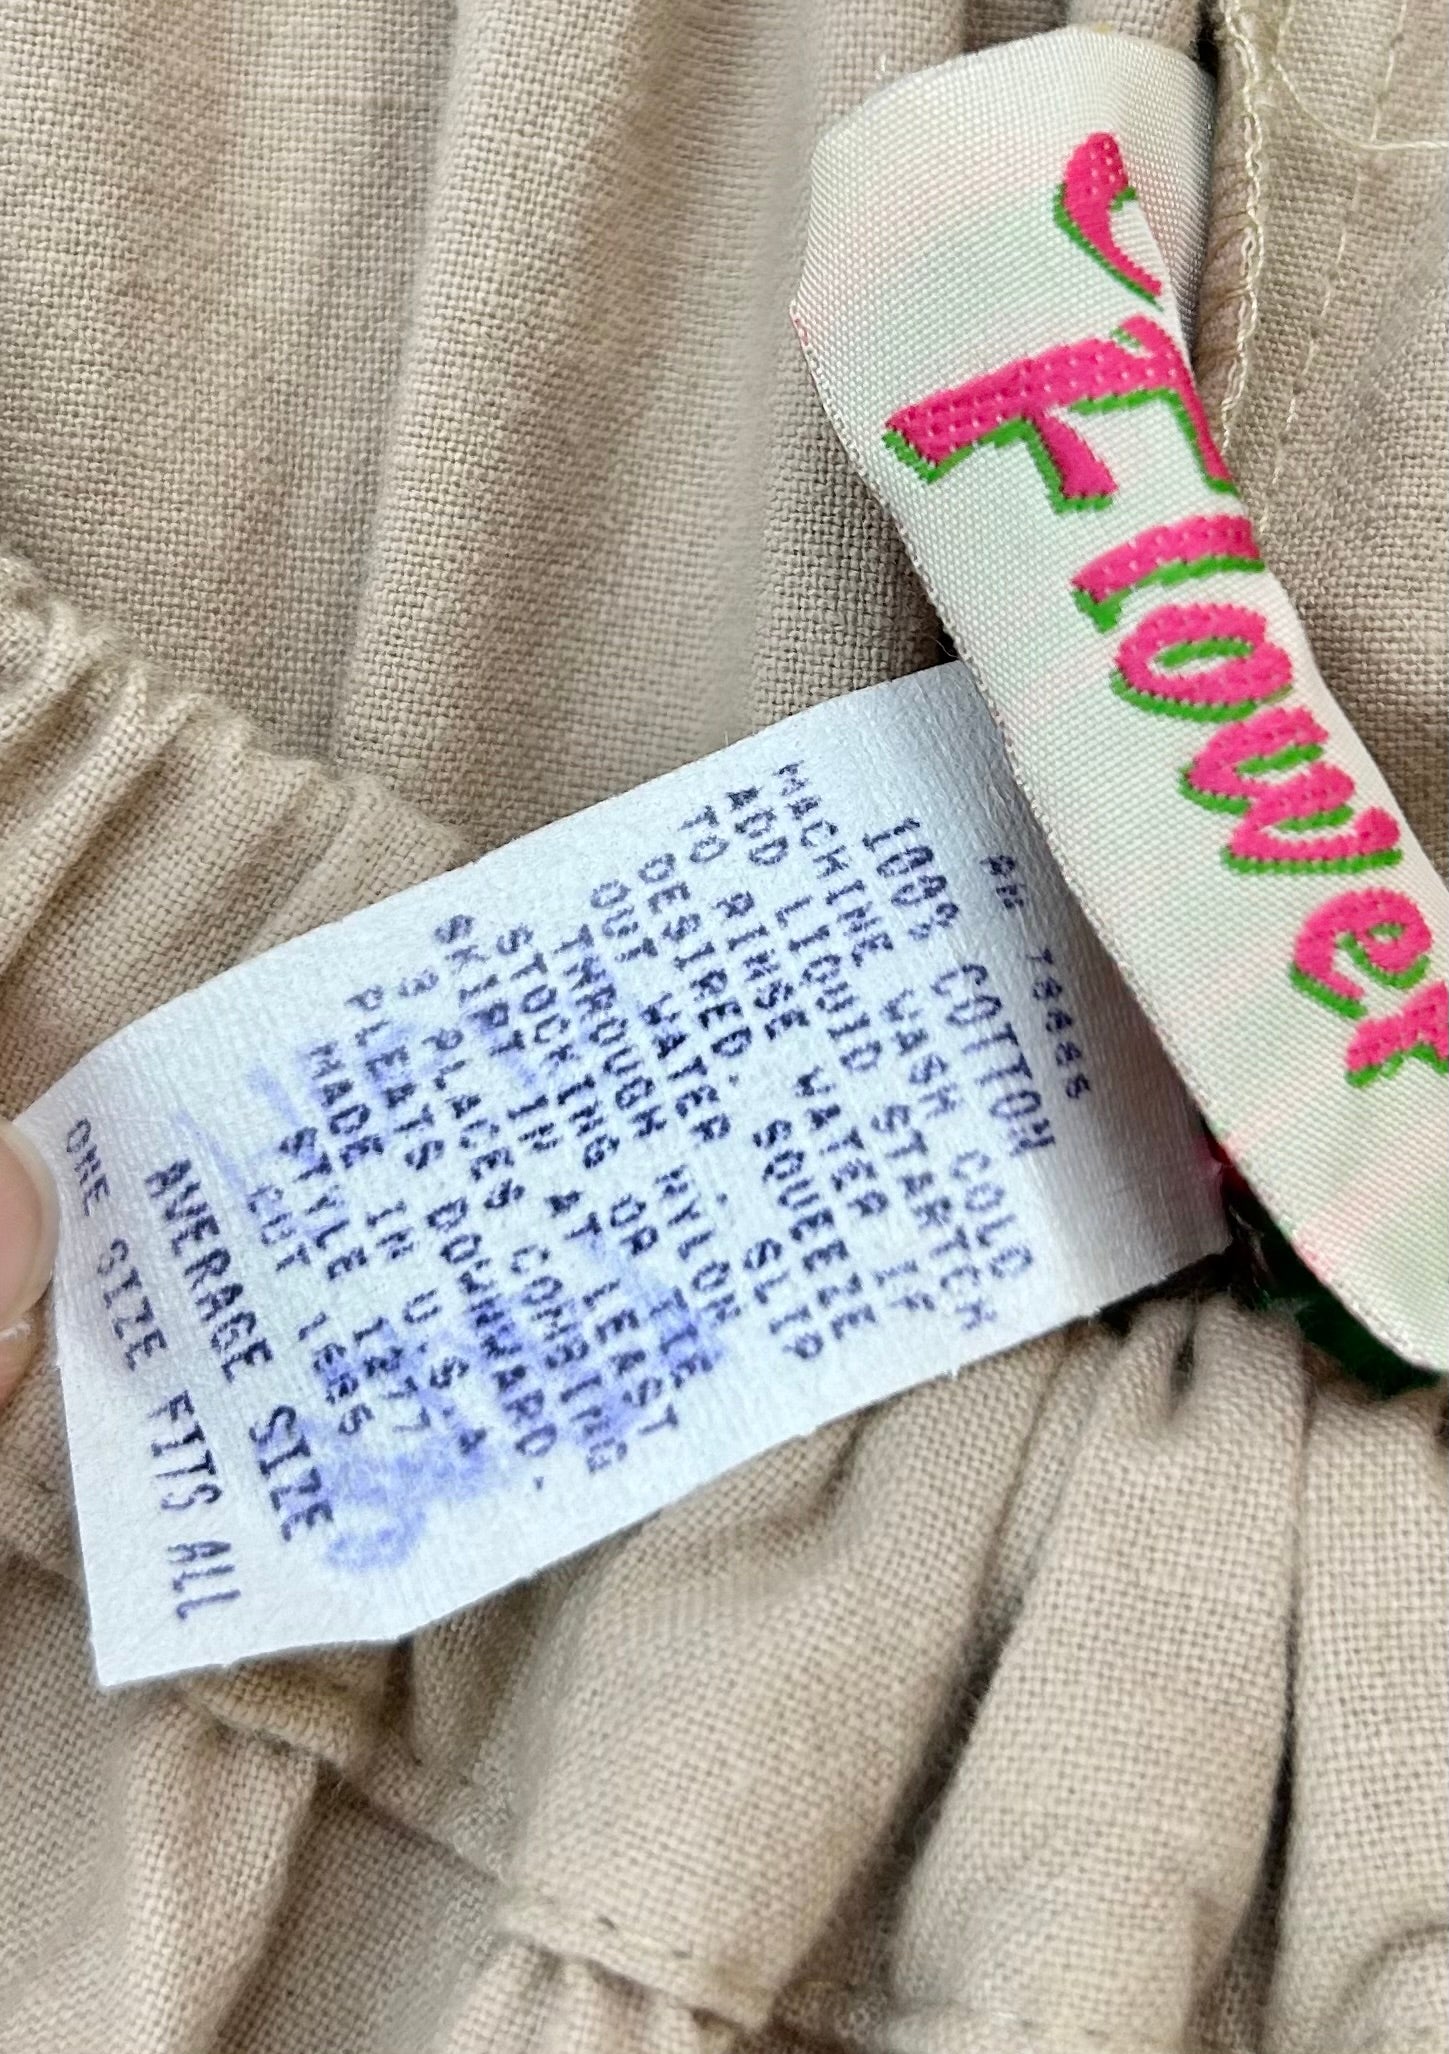 Flower
RN 78885
100% COTTON
MACHINE WASH COLD
ADD LIQUID STARTCH
TO RINSE WATER IF
DESIRED. SQUEEZE
OUT WATER. SLIP
THROUGH NYLON
STOCKING OR TIE
SKIRT IN AT LEAST
3 PLACES COMBING
PLEATS DOWNWARD.
MADE IN U.S.A
STYLE 1277
CUT 1685
AVERAGE SIZE
ONE SIZE FITS ALL